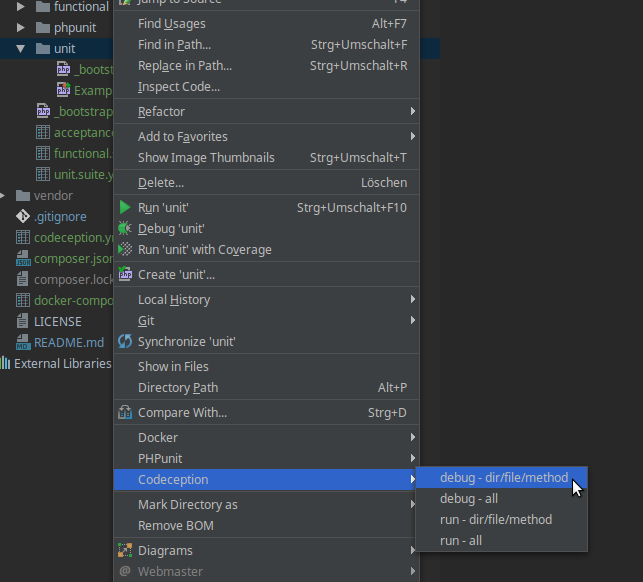 functional
phpunit
unit
_bootst
Examp
_bootstrap
acceptance
functional.
unit.suite.y
vendor
.gitignore
codeception.y
composer.json
composer.lock
docker-compo
LICENSE
README.md
External Libraries
Jump to Source F4
Find Usages Alt+F7
Find in Path... Strg+Umschalt+F
Replace in Path... Strg+Umschalt+R
Inspect Code...
Refactor
Add to Favorites
Show Image Thumbnails Strg+Umschalt+T
Delete... Löschen
Run 'unit' Strg+Umschalt+F10
Debug 'unit'
Run 'unit' with Coverage
Create 'unit'...
Local History
Git
Synchronize 'unit'
Show in Files
Directory Path Alt+P
Compare With... Strg+D
Docker
PHPunit
Codeception
Mark Directory as
Remove BOM
Diagrams
Webmaster
debug - dir/file/method
debug - all
run - dir/file/method
run - all